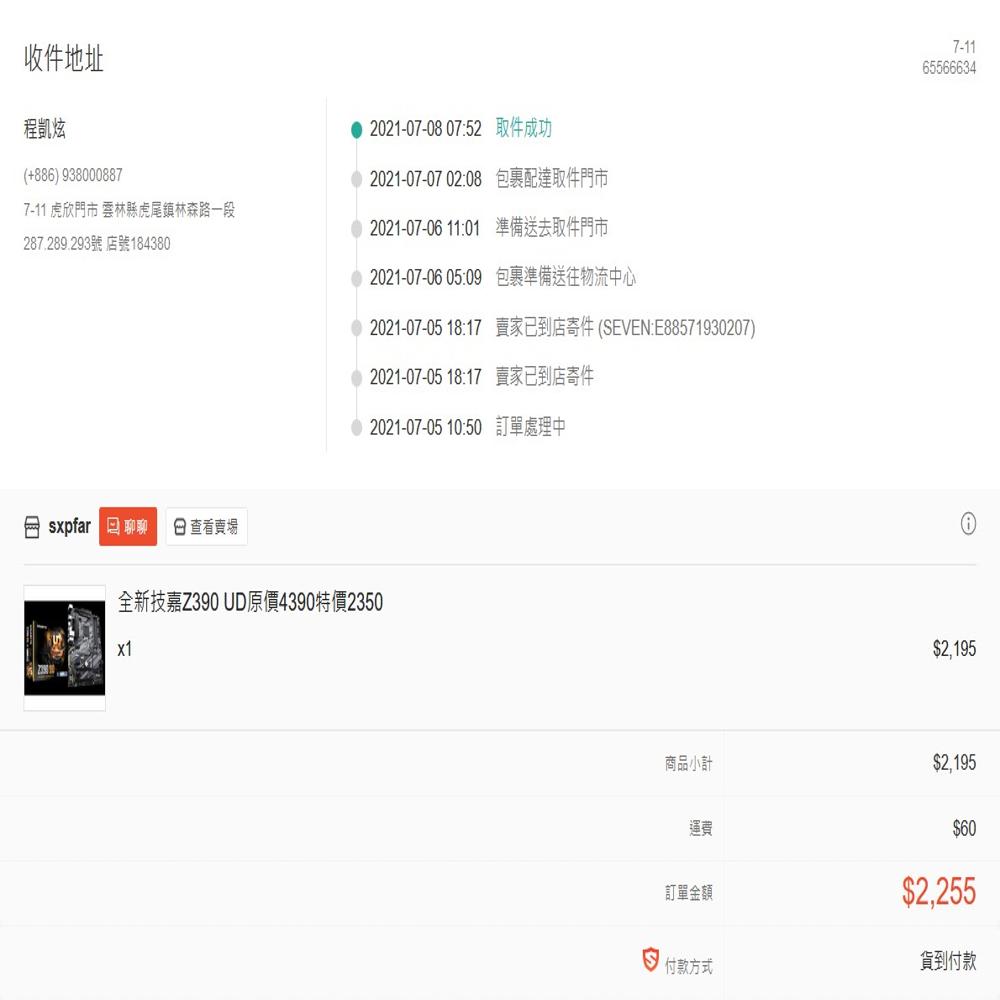 收件地址
7-11
65566634
程凱炫
(+886) 938000887
7-11 虎欣門市 雲林縣虎尾鎮林森路一段
287.289.293號 店號184380
2021-07-08 07:52 取件成功
2021-07-07 02:08 包裹配達取件門市
2021-07-06 11:01 準備送去取件門市
2021-07-06 05:09 包裹準備送往物流中心
2021-07-05 18:17 賣家已到店寄件 (SEVEN:E88571930207)
2021-07-05 18:17 賣家已到店寄件
2021-07-05 10:50 訂單處理中
sxpfar 聊聊 查看賣場
全新技嘉Z390 UD原價4390特價2350
x1 $2,195
商品小計 $2,195
運費 $60
訂單金額 $2,255
付款方式 貨到付款